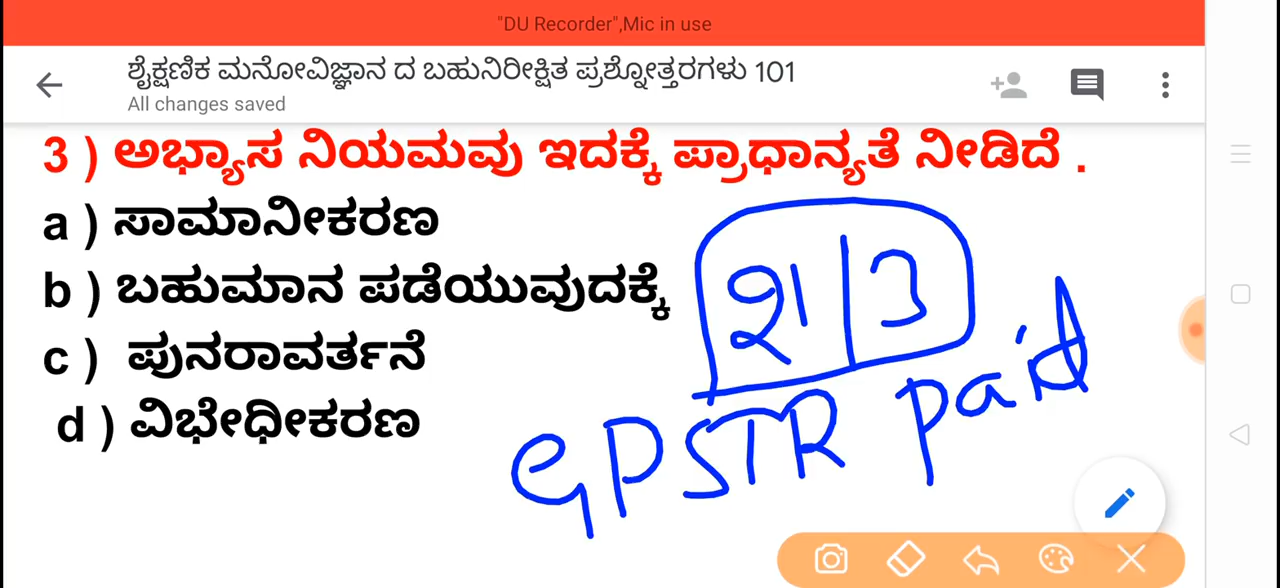 "DU Recorder",Mic in use
ಶೈಕ್ಷಣಿಕ ಮನೋವಿಜ್ಞಾನ ದ ಬಹುನಿರೀಕ್ಷಿತ ಪ್ರಶ್ನೋತ್ತರಗಳು 101
All changes saved
3 ) ಅಭ್ಯಾಸ ನಿಯಮವು ಇದಕ್ಕೆ ಪ್ರಾಧಾನ್ಯತೆ ನೀಡಿದೆ .
a ) ಸಾಮಾನೀಕರಣ
b ) ಬಹುಮಾನ ಪಡೆಯುವುದಕ್ಕೆ
c ) ಪುನರಾವರ್ತನೆ
d ) ವಿಭೇಧೀಕರಣ
21 | 3
GPSTR paid